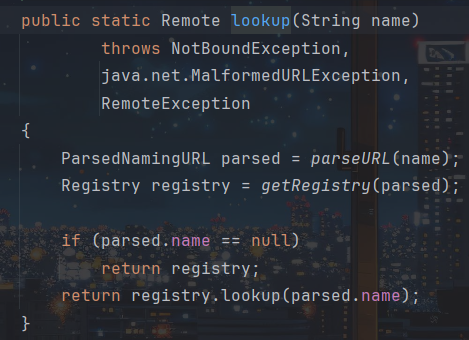 public static Remote lookup(String name)
        throws NotBoundException,
        java.net.MalformedURLException,
        RemoteException
{
    ParsedNamingURL parsed = parseURL(name);
    Registry registry = getRegistry(parsed);

    if (parsed.name == null)
        return registry;
    return registry.lookup(parsed.name);
}